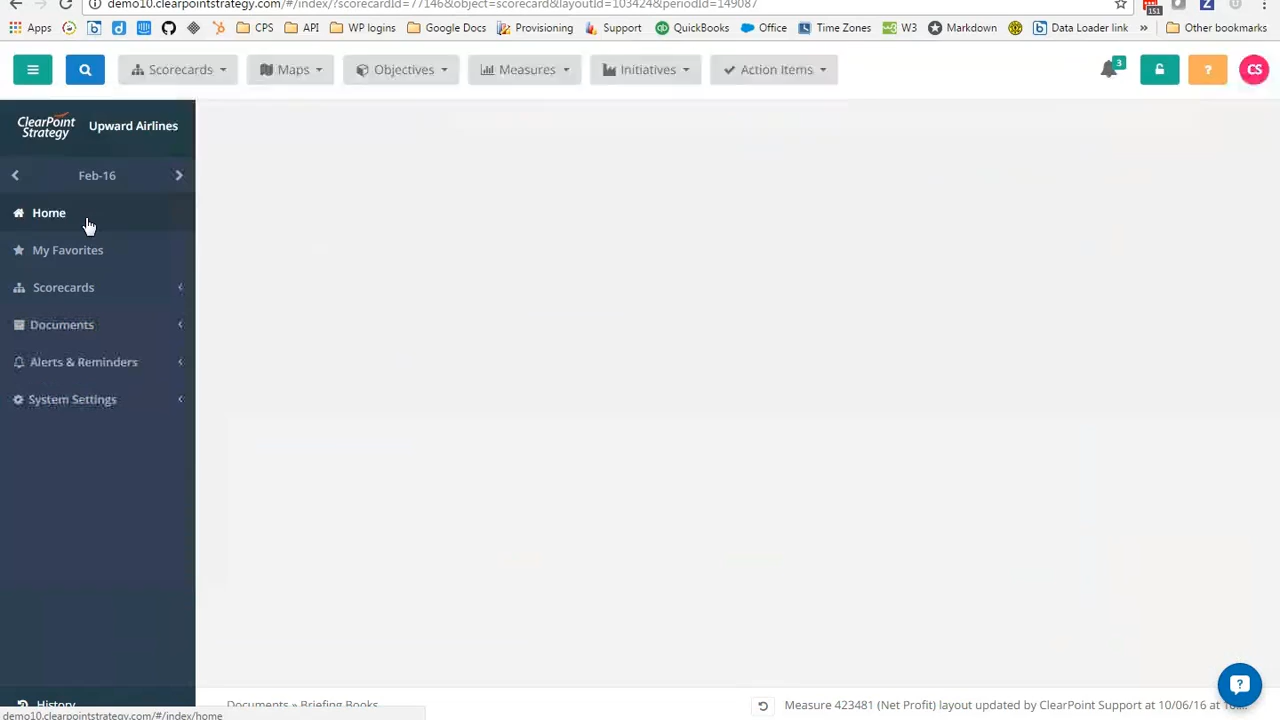 demo10.clearpointstrategy.com/#/index/?scorecardId=77146&object=scorecard&layoutId=103424&periodId=149087
151
Apps CPS API WP logins Google Docs Provisioning Support QuickBooks Office Time Zones W3 Markdown Data Loader link » Other bookmarks
Scorecards Maps Objectives Measures Initiatives Action Items 3 ? CS
ClearPoint Strategy Upward Airlines
Feb-16
Home
My Favorites
Scorecards
Documents
Alerts & Reminders
System Settings
History Documents » Briefing Books Measure 423481 (Net Profit) layout updated by ClearPoint Support at 10/06/16 at
demo10.clearpointstrategy.com/#/index/home